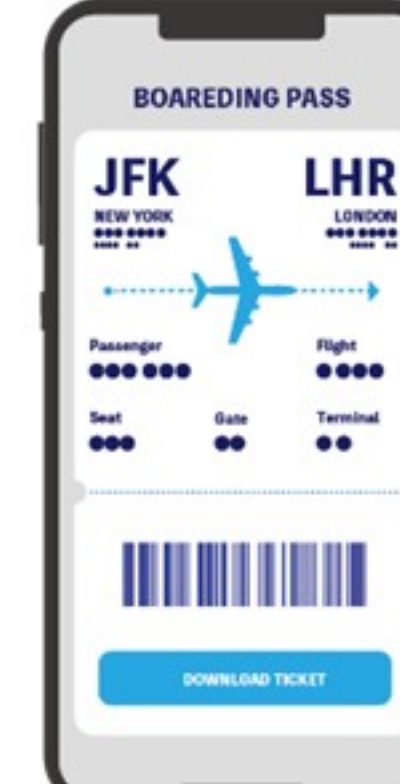 BOAREDING PASS
JFK LHR
NEW YORK LONDON
Passenger Flight
Seat Gate Terminal
DOWNLOAD TICKET